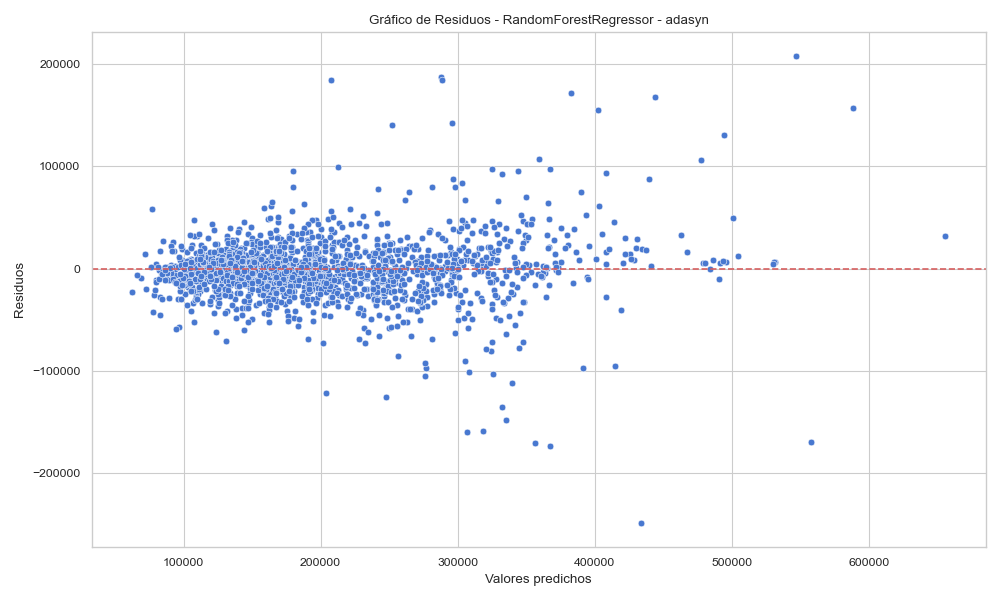 Gráfico de Residuos - RandomForestRegressor - adasyn
Residuos
200000
100000
0
−100000
−200000
100000 200000 300000 400000 500000 600000
Valores predichos